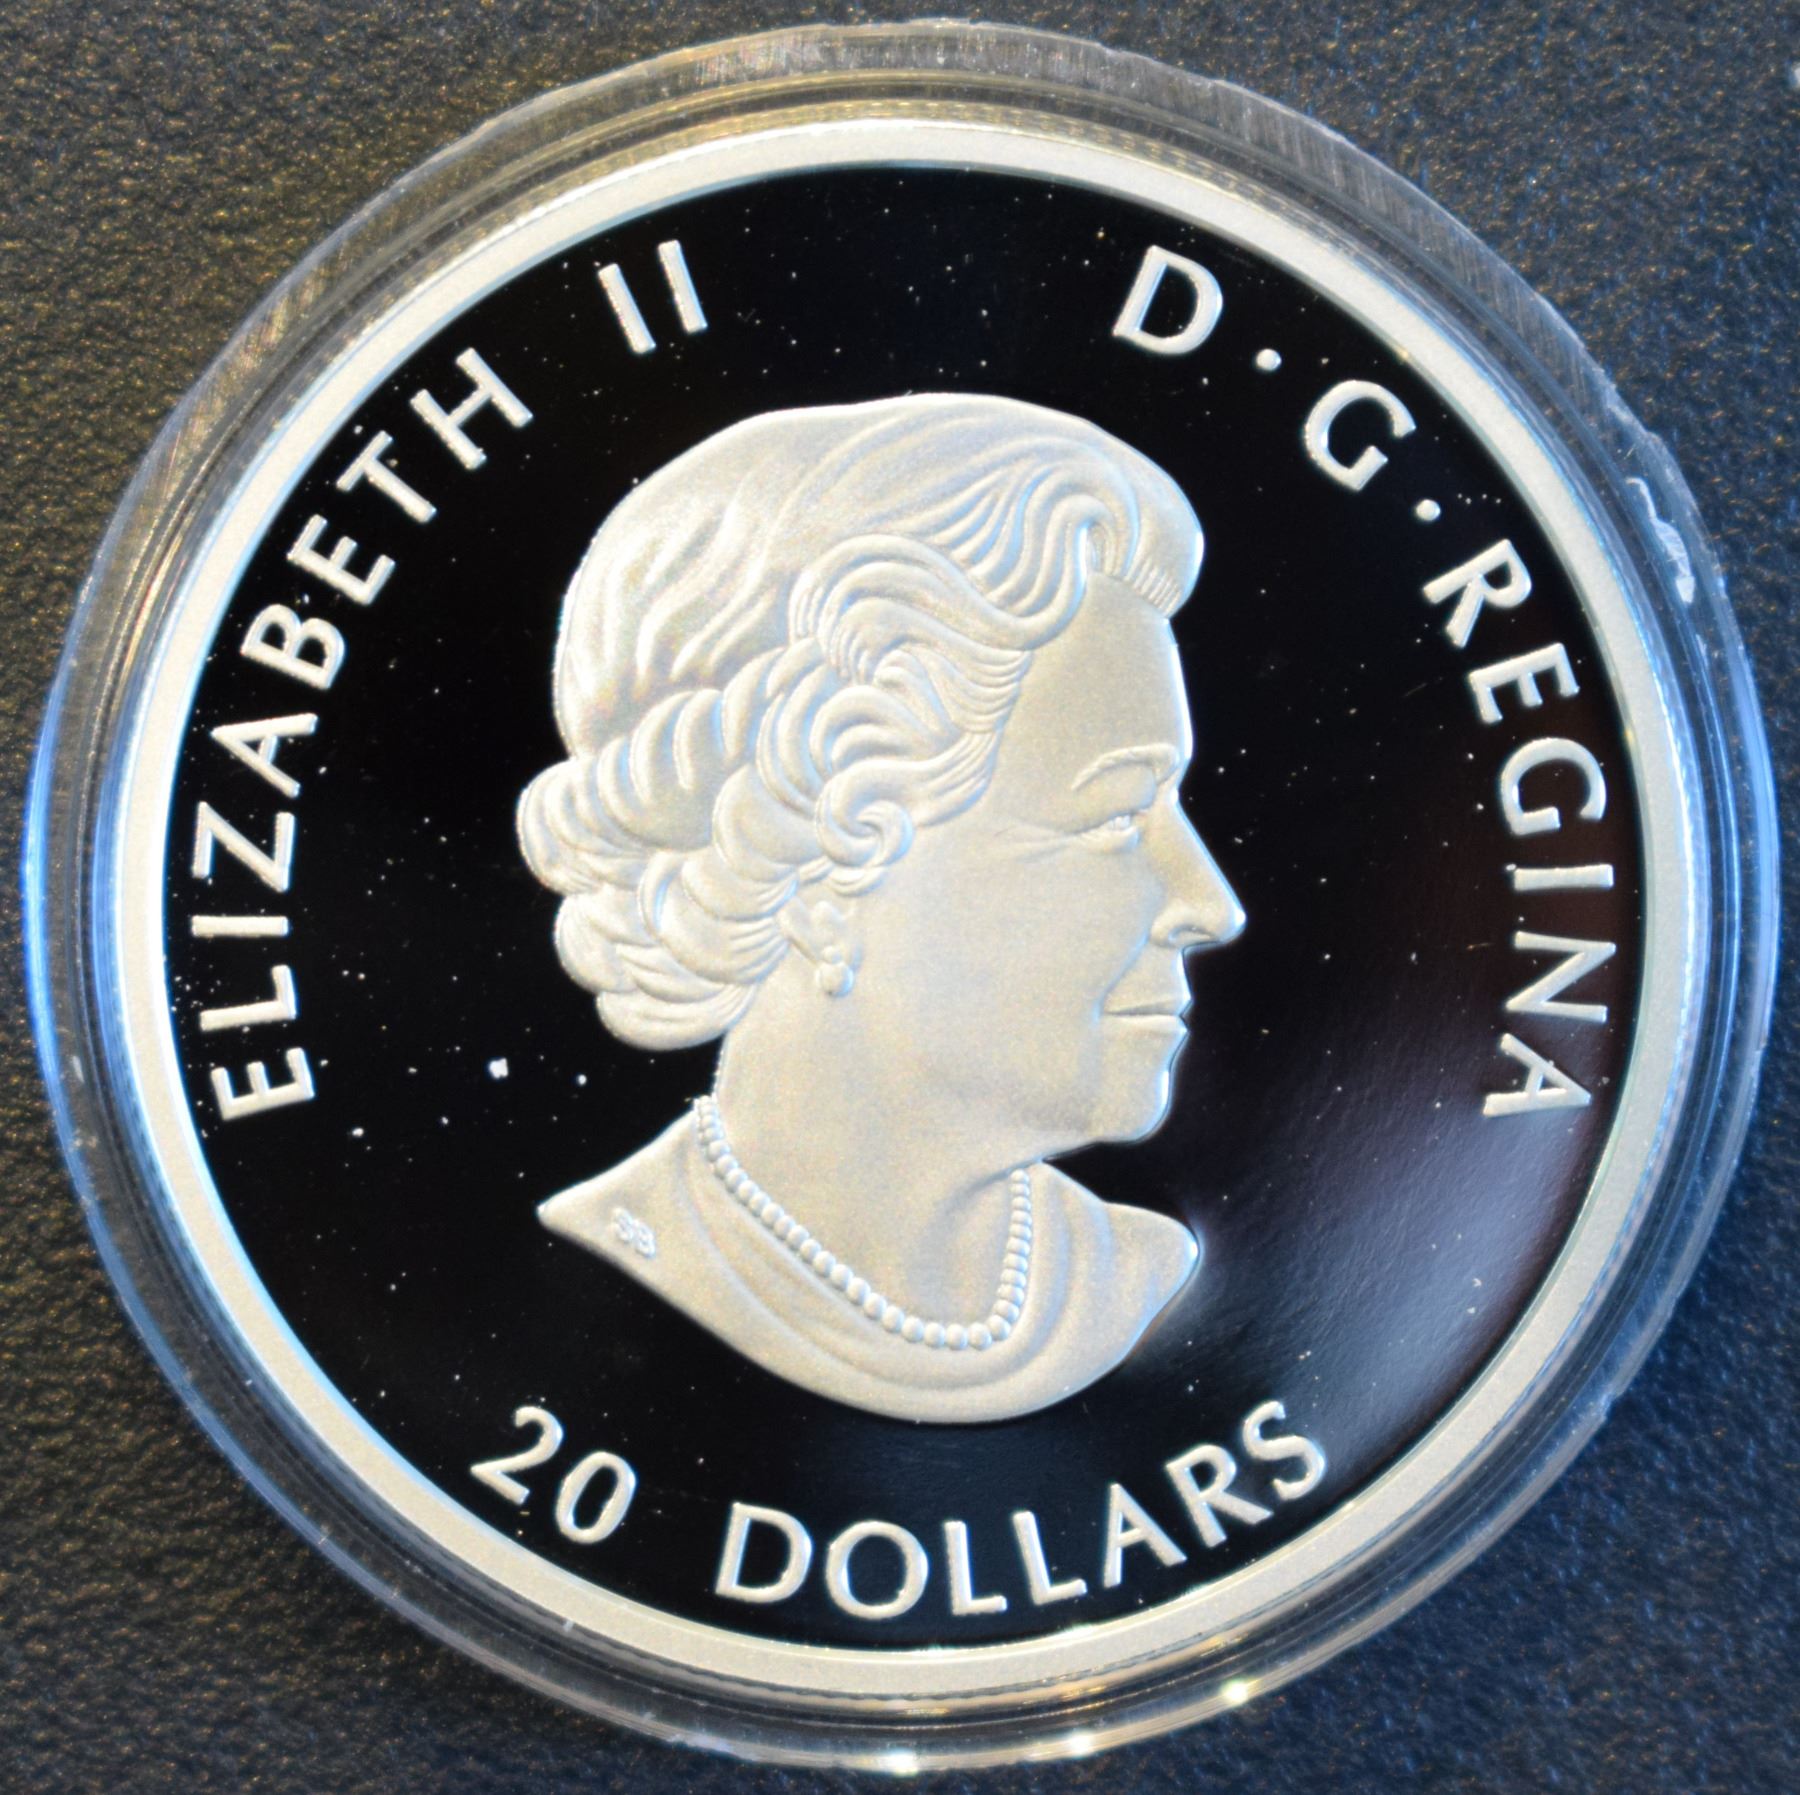 ELIZABETH II D·G·REGINA
20 DOLLARS
SB